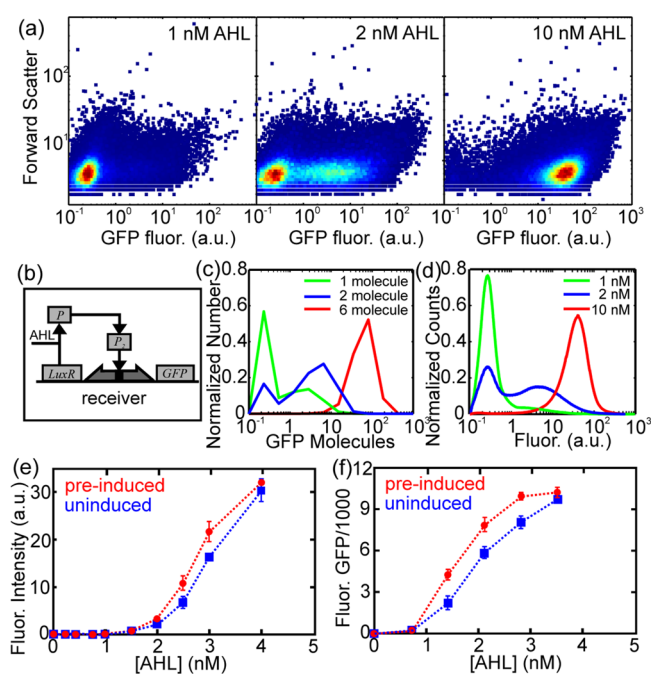 (a) 1 nM AHL 2 nM AHL 10 nM AHL
Forward Scatter
10² 10¹
10⁻¹ 10⁰ 10¹ 10² 10⁻¹ 10⁰ 10¹ 10² 10⁻¹ 10⁰ 10¹ 10² 10³
GFP fluor. (a.u.) GFP fluor. (a.u.) GFP fluor. (a.u.)
(b)
P
AHL
P₂
LuxR GFP
receiver
(c)
Normalized Number
0.8
0.6
0.4
0.2
0
1 molecule
2 molecule
6 molecule
10⁻¹ 1 10¹ 10² 10³
GFP Molecules
(d)
Normalized Counts
0.8
0.6
0.4
0.2
0
1 nM
2 nM
10 nM
10⁻¹ 1 10¹ 10² 10³
Fluor. (a.u.)
(e)
Fluor. Intensity (a.u.)
30
20
10
0
pre-induced
uninduced
0 1 2 3 4 5
[AHL] (nM)
(f)
Fluor. GFP/1000
12
9
6
3
0
pre-induced
uninduced
0 1 2 3 4 5
[AHL] (nM)